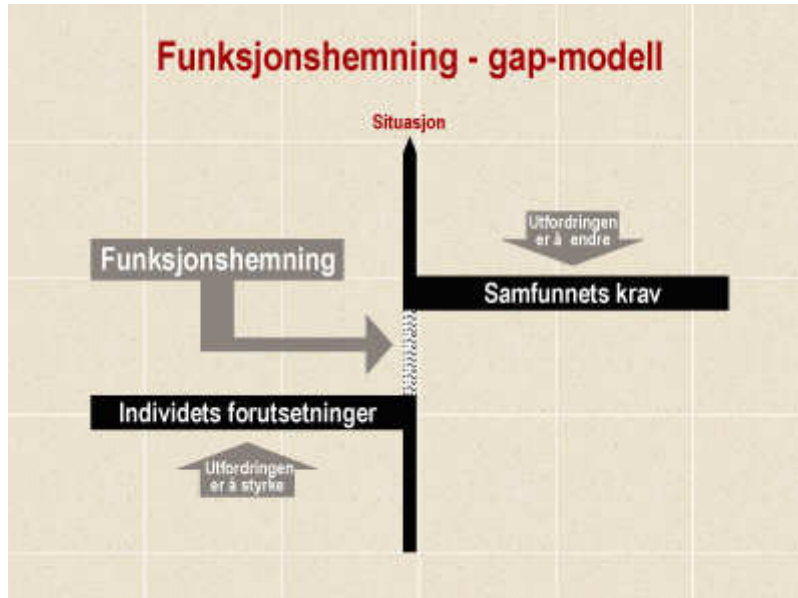 Funksjonshemning - gap-modell
Situasjon
Utfordringen
er å endre
Funksjonshemning
Samfunnets krav
Individets forutsetninger
Utfordringen
er å styrke